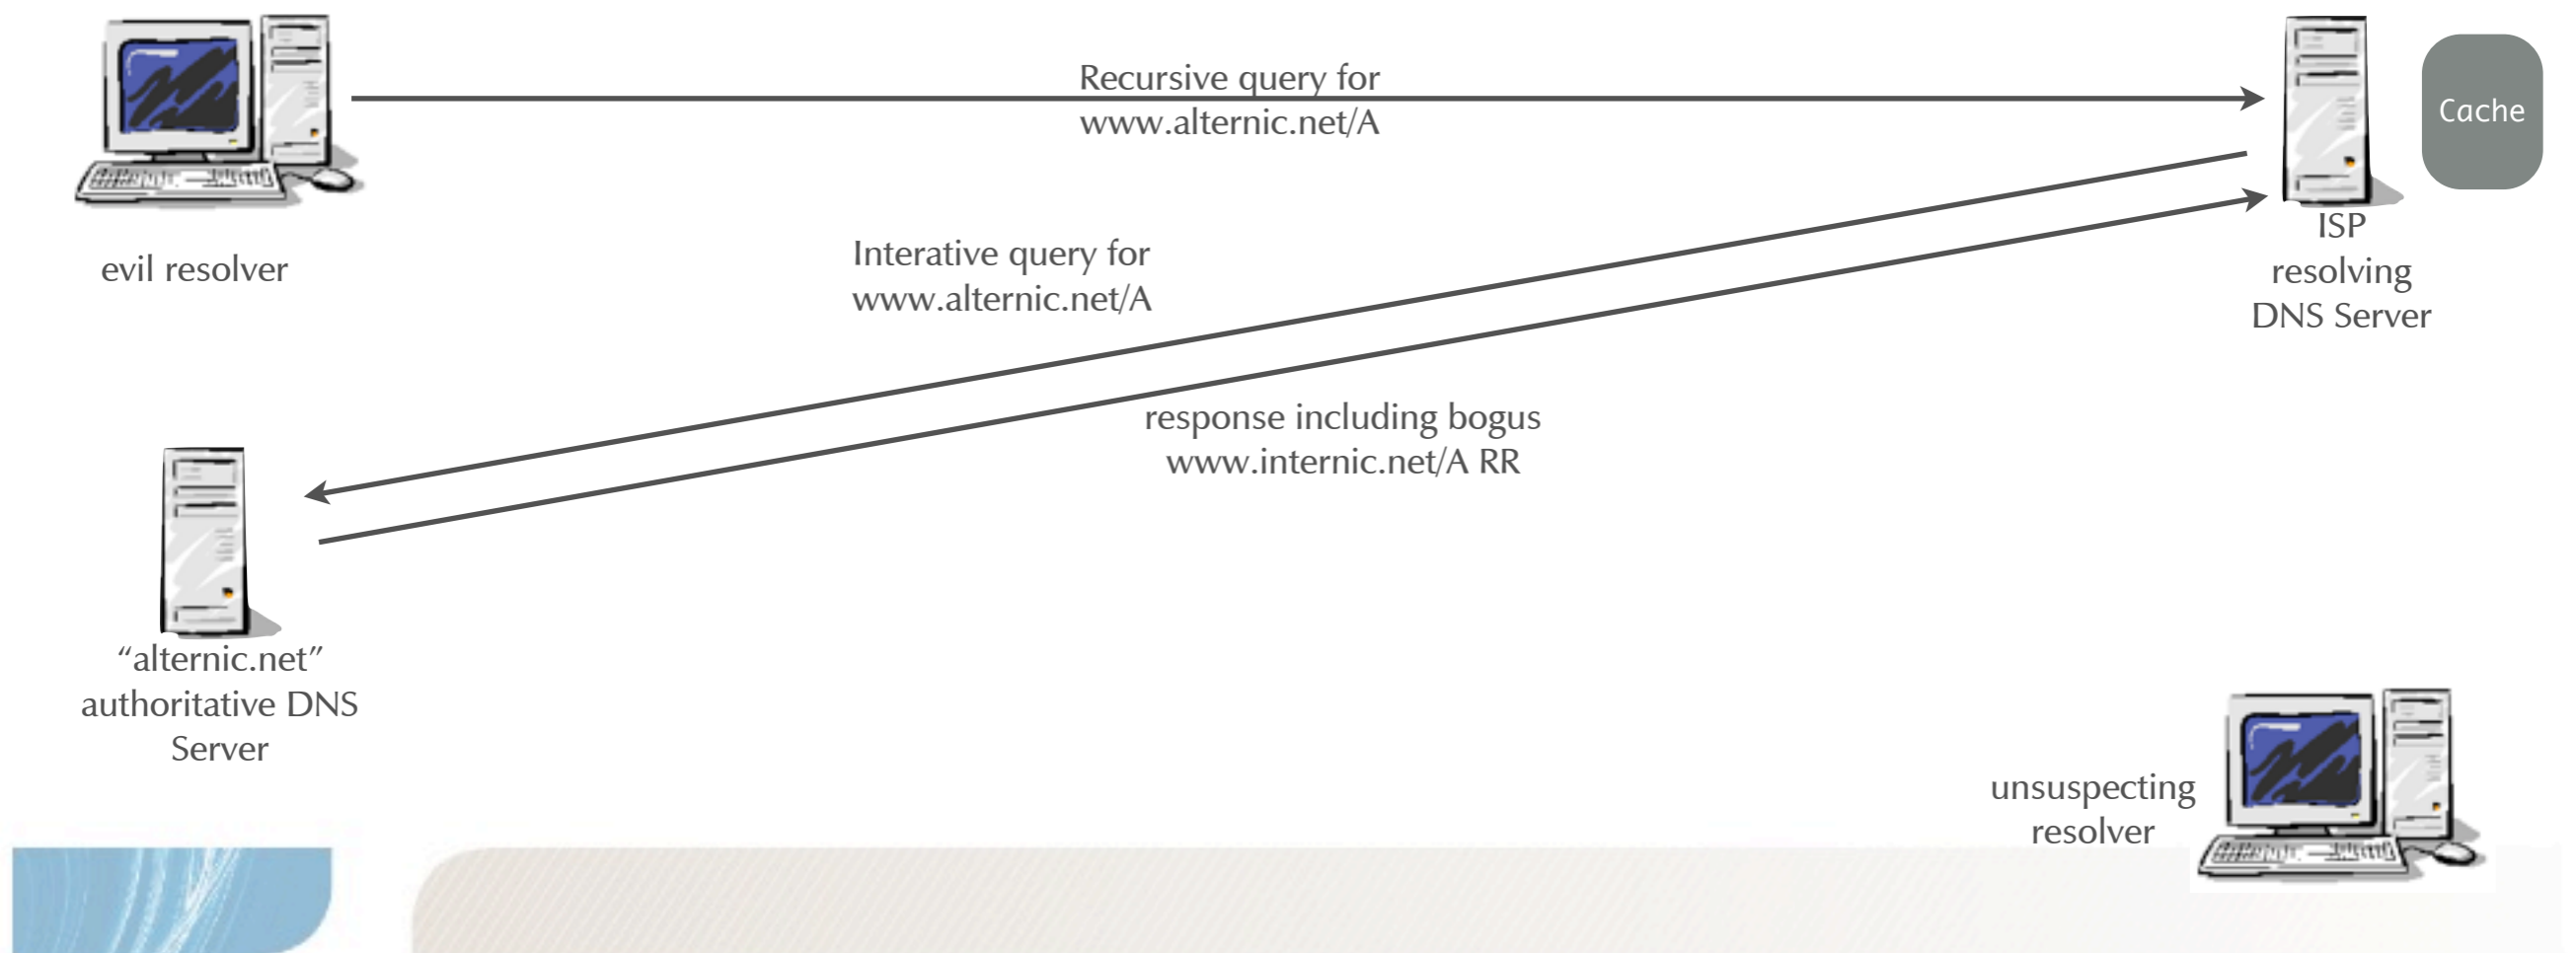 Recursive query for
www.alternic.net/A
Cache
evil resolver
Interative query for
www.alternic.net/A
ISP
resolving
DNS Server
response including bogus
www.internic.net/A RR
“alternic.net”
authoritative DNS
Server
unsuspecting
resolver